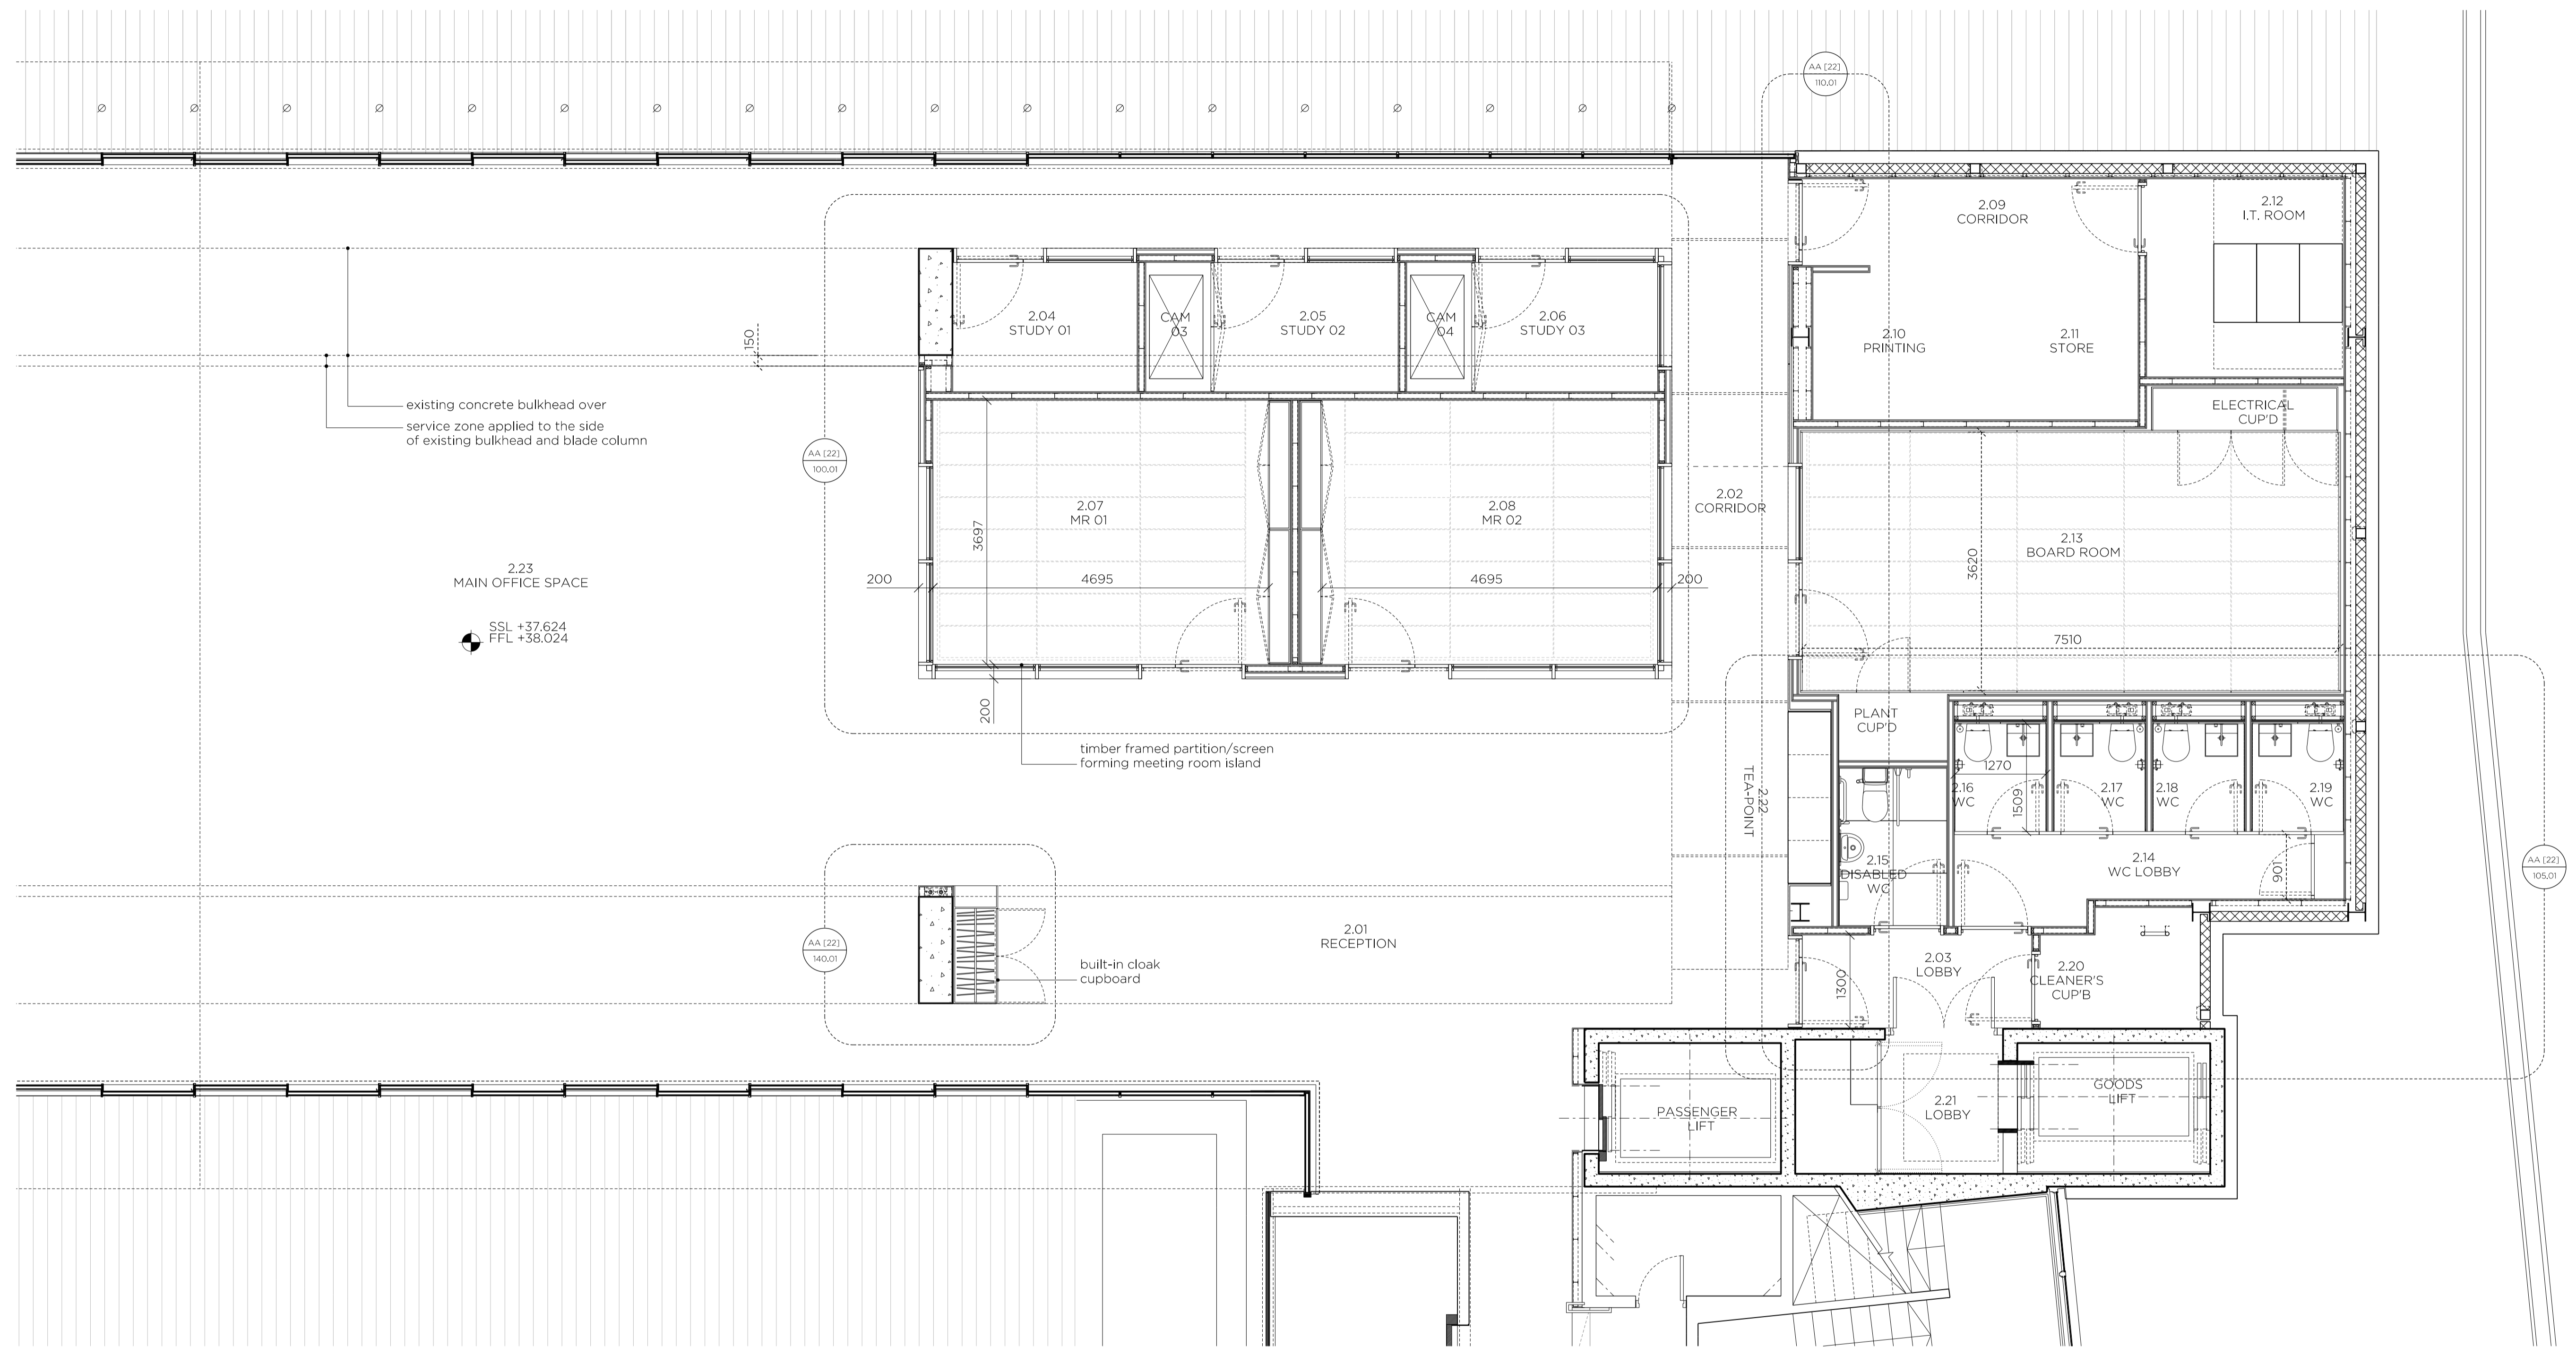 AA [22]
110.01
2.09
CORRIDOR
2.12
I.T. ROOM
2.04
STUDY 01
CAM
03
2.05
STUDY 02
CAM
04
2.06
STUDY 03
2.10
PRINTING
2.11
STORE
150
existing concrete bulkhead over
service zone applied to the side
of existing bulkhead and blade column
ELECTRICAL
CUP'D
AA [22]
100.01
2.07
MR 01
2.08
MR 02
2.02
CORRIDOR
3697
2.13
BOARD ROOM
3620
2.23
MAIN OFFICE SPACE
200
4695
4695
200
SSL +37.624
FFL +38.024
7510
200
PLANT
CUP'D
timber framed partition/screen
forming meeting room island
2.22
TEA-POINT
1270
1509
2.16
WC
2.17
WC
2.18
WC
2.19
WC
2.15
DISABLED
WC
2.14
WC LOBBY
901
AA [22]
105.01
AA [22]
140.01
2.01
RECEPTION
built-in cloak
cupboard
1300
2.03
LOBBY
2.20
CLEANER'S
CUP'B
PASSENGER
LIFT
2.21
LOBBY
GOODS
LIFT